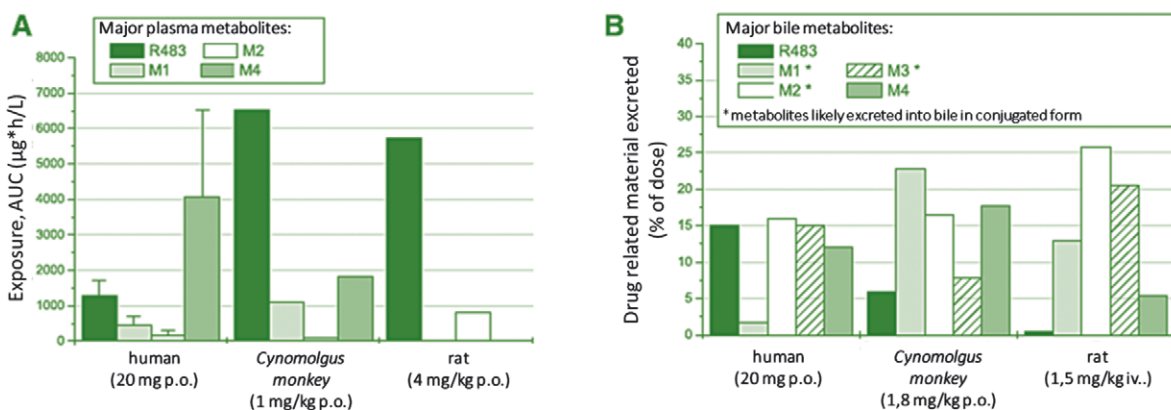 A
Major plasma metabolites:
R483 M2
M1 M4
Exposure, AUC (µg*h/L)
8000
7000
6000
5000
4000
3000
2000
1000
0
human
(20 mg p.o.)
Cynomolgus
monkey
(1 mg/kg p.o.)
rat
(4 mg/kg p.o.)
B
Major bile metabolites:
R483
M1 * M3 *
M2 * M4
* metabolites likely excreted into bile in conjugated form
Drug related material excreted
(% of dose)
40
35
30
25
20
15
10
5
0
human
(20 mg p.o.)
Cynomolgus
monkey
(1,8 mg/kg p.o.)
rat
(1,5 mg/kg iv..)